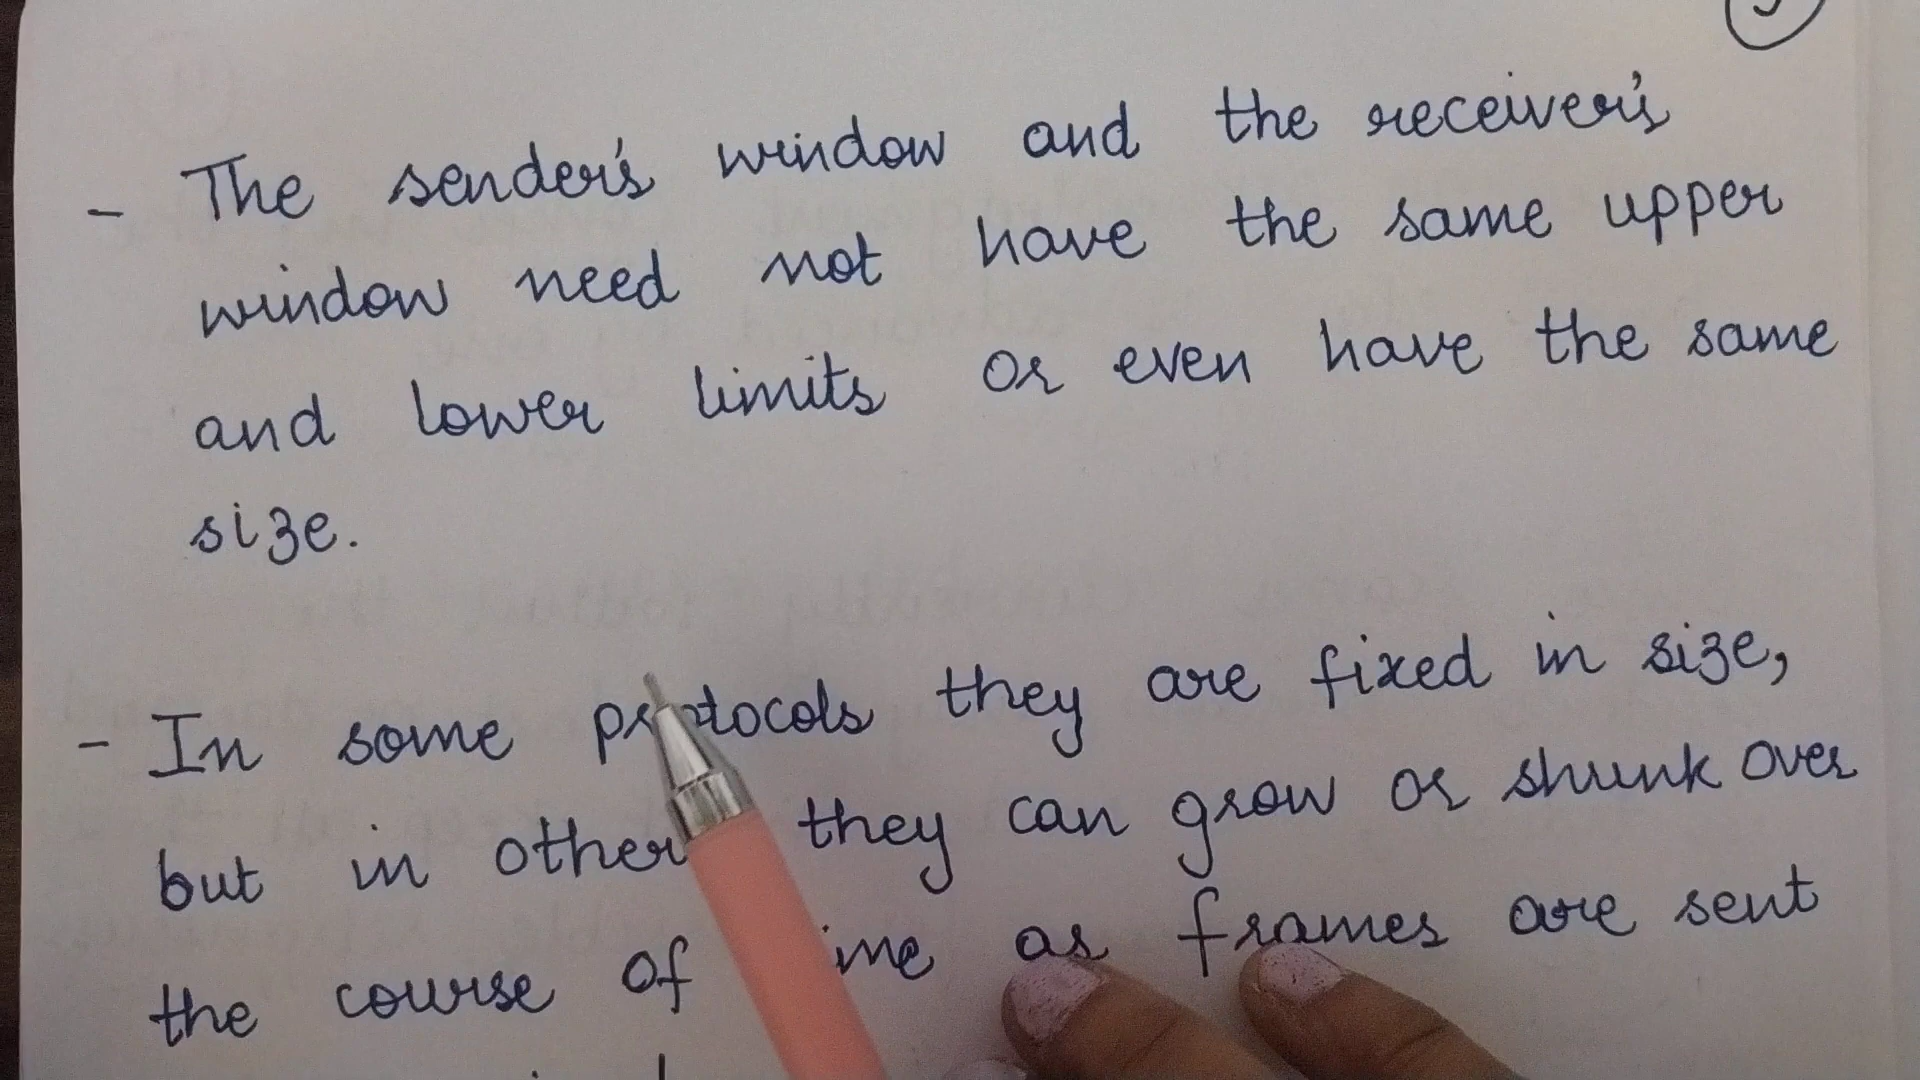 - The sender's window and the receiver's
window need not have the same upper
and lower limits or even have the same
size.
- In some protocols they are fixed in size,
but in other they can grow or shrink over
the course of as frames are sent